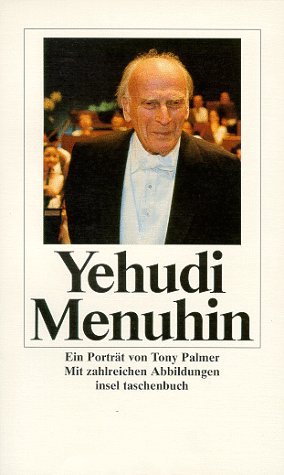 Yehudi
Menuhin
Ein Porträt von Tony Palmer
Mit zahlreichen Abbildungen
insel taschenbuch